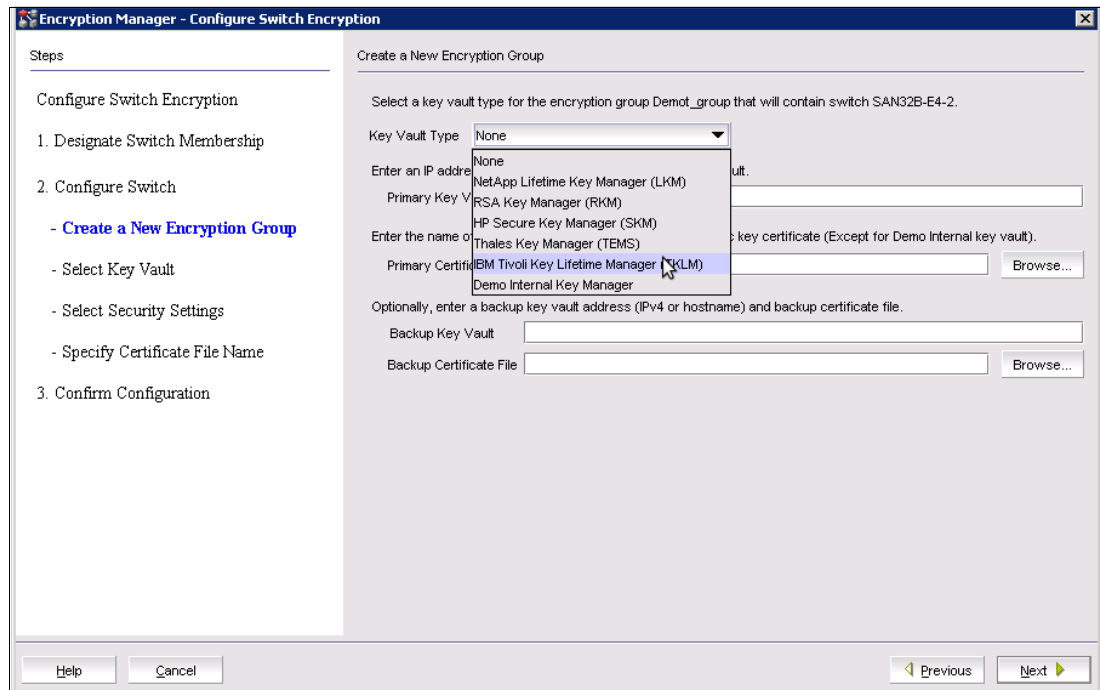 Encryption Manager - Configure Switch Encryption
Steps
Configure Switch Encryption
1. Designate Switch Membership
2. Configure Switch
- Create a New Encryption Group
- Select Key Vault
- Select Security Settings
- Specify Certificate File Name
3. Confirm Configuration
Create a New Encryption Group
Select a key vault type for the encryption group Demot_group that will contain switch SAN32B-E4-2.
Key Vault Type None
None
NetApp Lifetime Key Manager (LKM)
RSA Key Manager (RKM)
HP Secure Key Manager (SKM)
Thales Key Manager (TEMS)
IBM Tivoli Key Lifetime Manager KLM)
Demo Internal Key Manager
Enter an IP
Primary Key
Enter the name
key certificate (Except for Demo Internal key vault).
Primary
Browse...
Optionally, enter a backup key vault address (IPv4 or hostname) and backup certificate file.
Backup Key Vault
Backup Certificate File Browse...
Help Cancel Previous Next